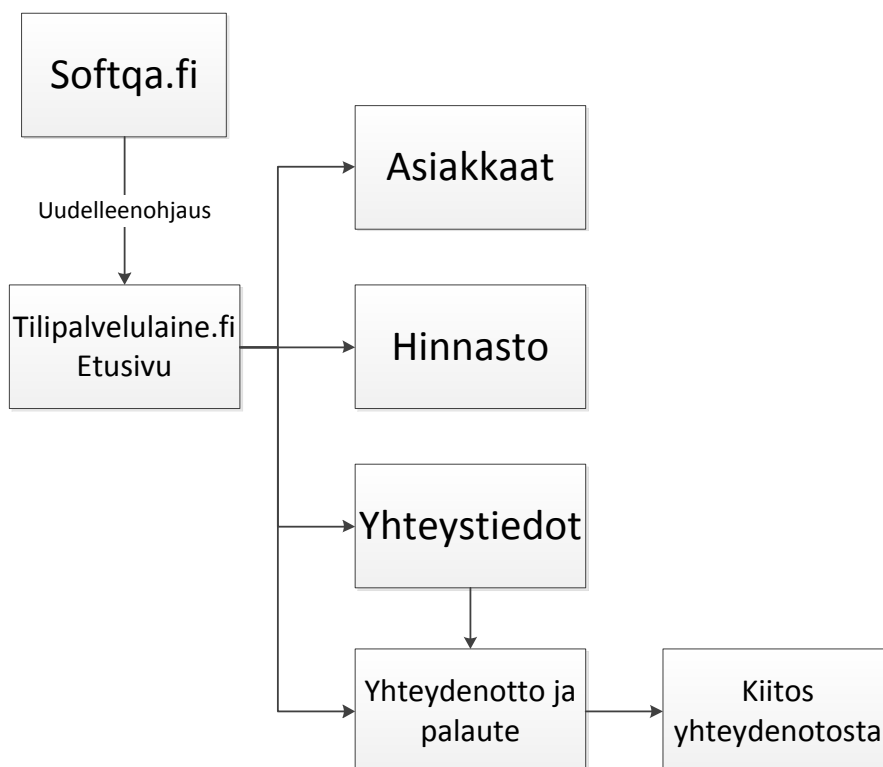 Softqa.fi
Uudelleenohjaus
Tilipalvelulaine.fi
Etusivu
Asiakkaat
Hinnasto
Yhteystiedot
Yhteydenotto ja
palaute
Kiitos
yhteydenotosta